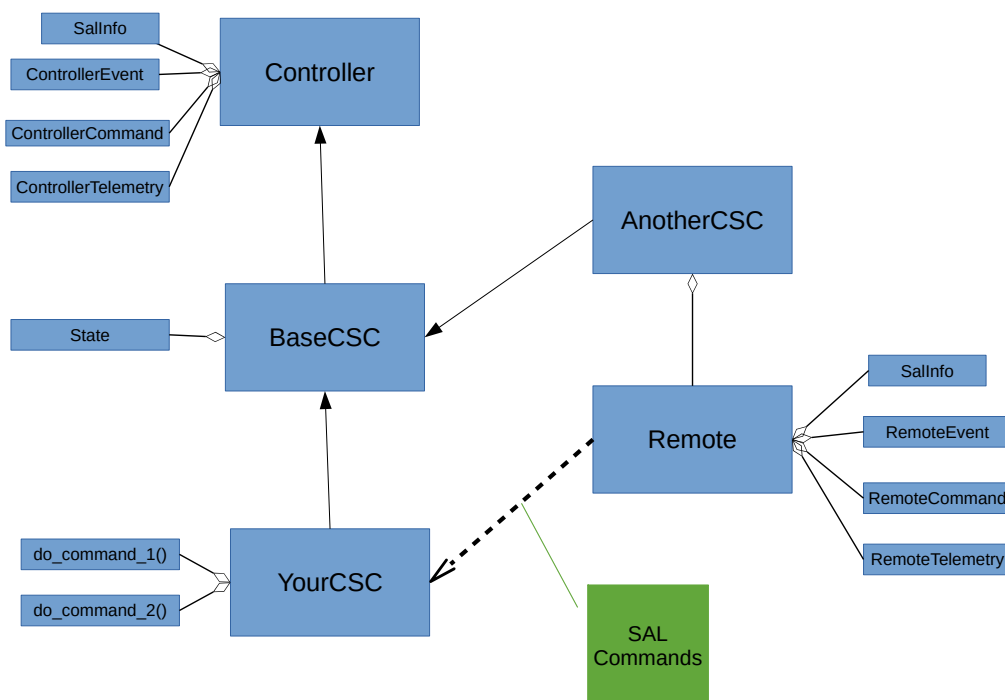 SalInfo
ControllerEvent
ControllerCommand
ControllerTelemetry
Controller
AnotherCSC
State
BaseCSC
Remote
SalInfo
RemoteEvent
RemoteCommand
RemoteTelemetry
do_command_1()
do_command_2()
YourCSC
SAL
Commands